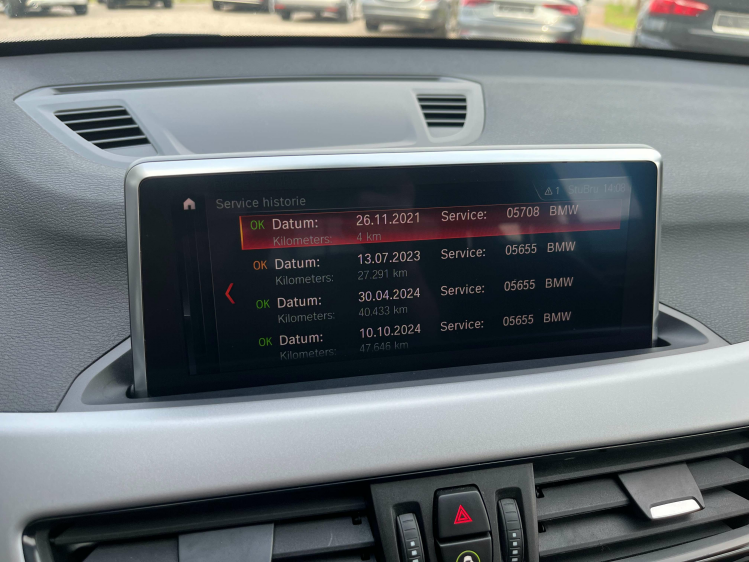 Service historie
OK Datum: 26.11.2021 Service: 05708 BMW
Kilometers: 4 km
OK Datum: 13.07.2023 Service: 05655 BMW
Kilometers: 27.291 km
OK Datum: 30.04.2024 Service: 05655 BMW
Kilometers: 40.433 km
OK Datum: 10.10.2024 Service: 05655 BMW
Kilometers: 47.646 km